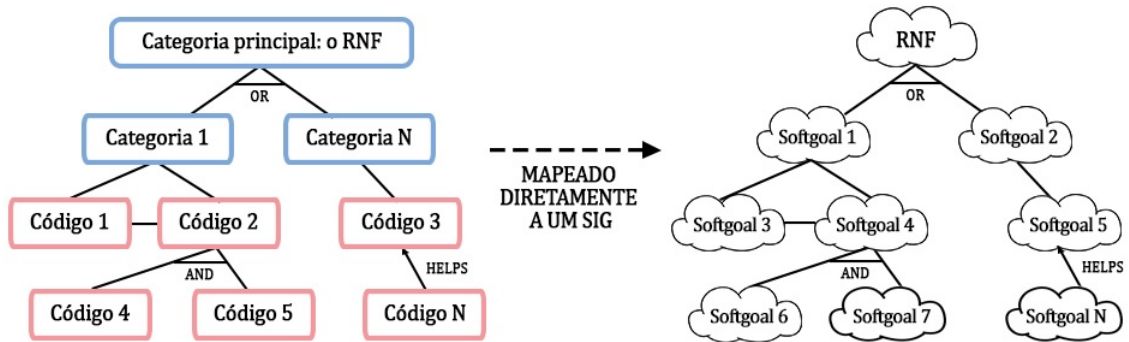 Categoria principal: o RNF
OR
Categoria 1
Categoria N
Código 1
Código 2
Código 3
AND
HELPS
Código 4
Código 5
Código N
MAPEADO
DIRETAMENTE
A UM SIG
RNF
OR
Softgoal 1
Softgoal 2
Softgoal 3
Softgoal 4
Softgoal 5
AND
HELPS
Softgoal 6
Softgoal 7
Softgoal N